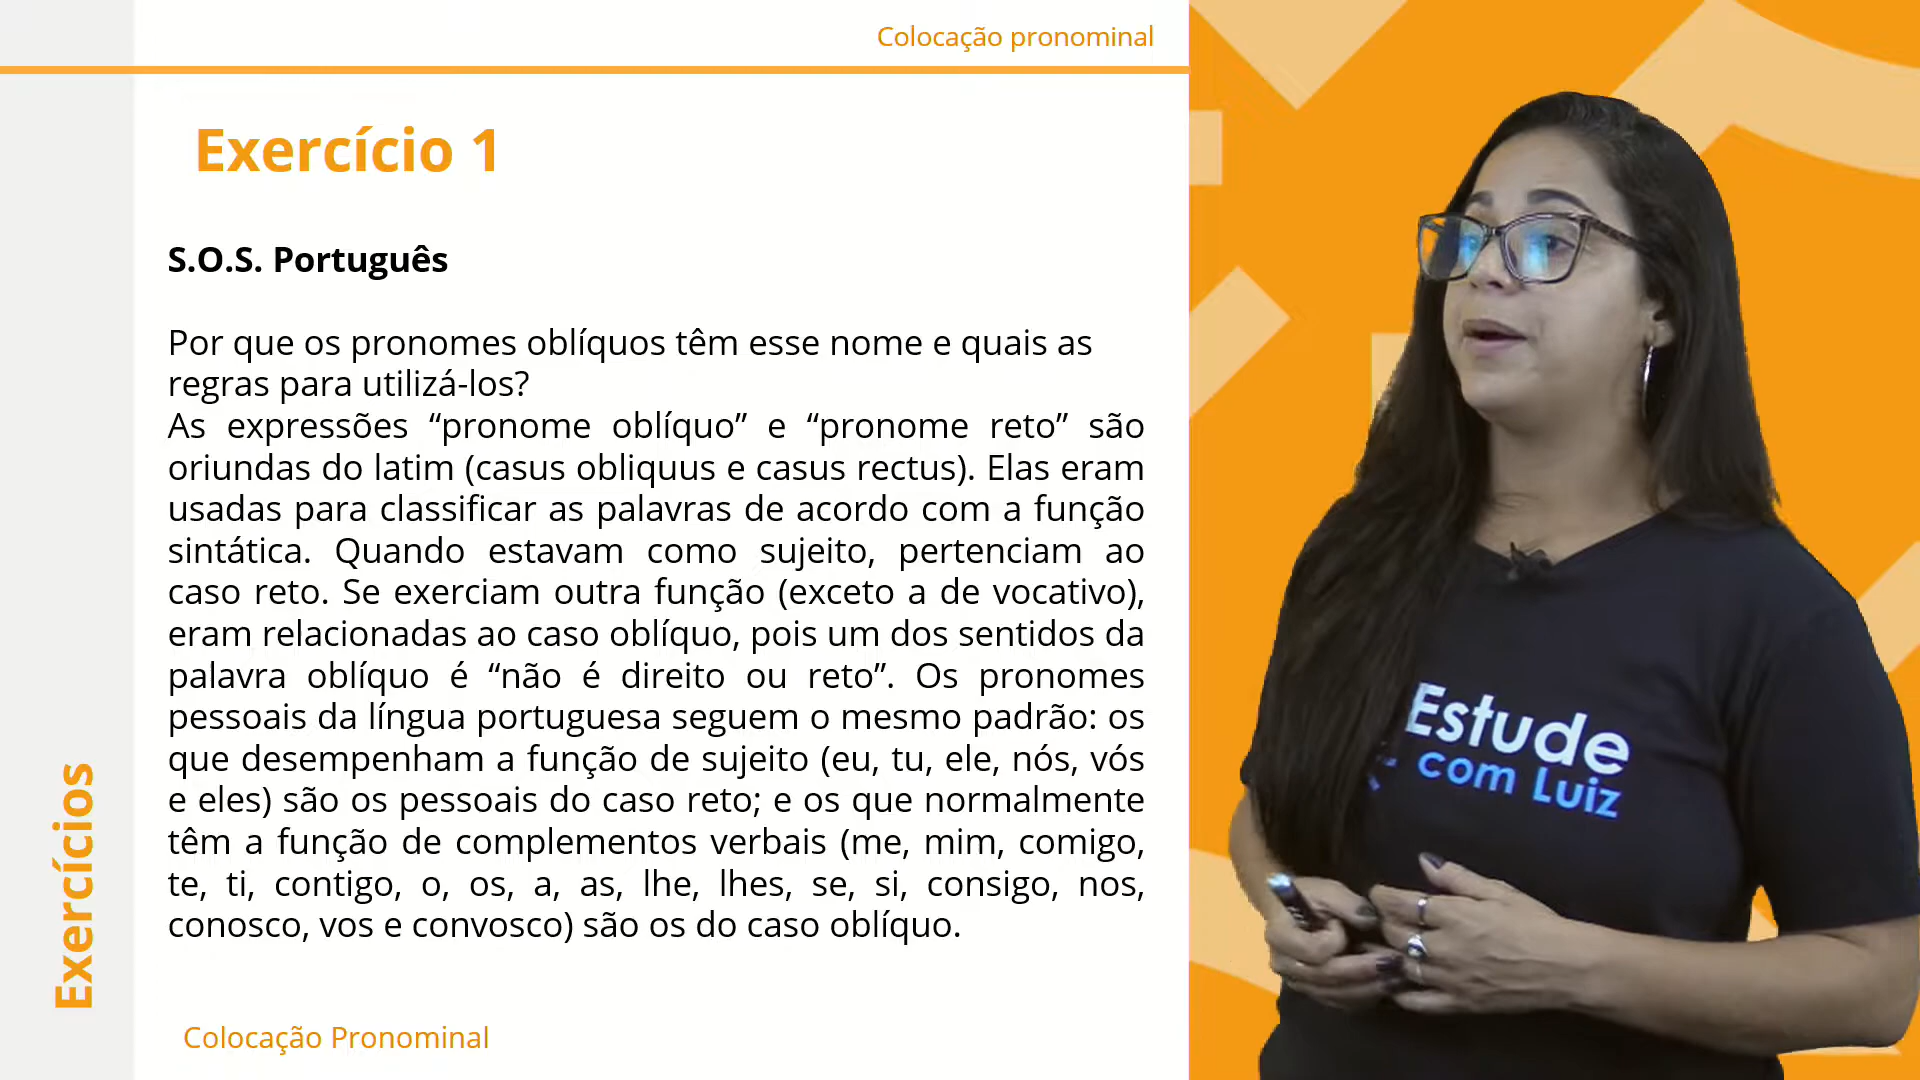 Colocação pronominal
Exercício 1
S.O.S. Português
Por que os pronomes oblíquos têm esse nome e quais as
regras para utilizá-los?
As expressões “pronome oblíquo” e “pronome reto” são
oriundas do latim (casus obliquus e casus rectus). Elas eram
usadas para classificar as palavras de acordo com a função
sintática. Quando estavam como sujeito, pertenciam ao
caso reto. Se exerciam outra função (exceto a de vocativo),
eram relacionadas ao caso oblíquo, pois um dos sentidos da
palavra oblíquo é “não é direito ou reto”. Os pronomes
pessoais da língua portuguesa seguem o mesmo padrão: os
que desempenham a função de sujeito (eu, tu, ele, nós, vós
e eles) são os pessoais do caso reto; e os que normalmente
têm a função de complementos verbais (me, mim, comigo,
te, ti, contigo, o, os, a, as, lhe, lhes, se, si, consigo, nos,
conosco, vos e convosco) são os do caso oblíquo.
Exercícios
Colocação Pronominal
Estude
com Luiz